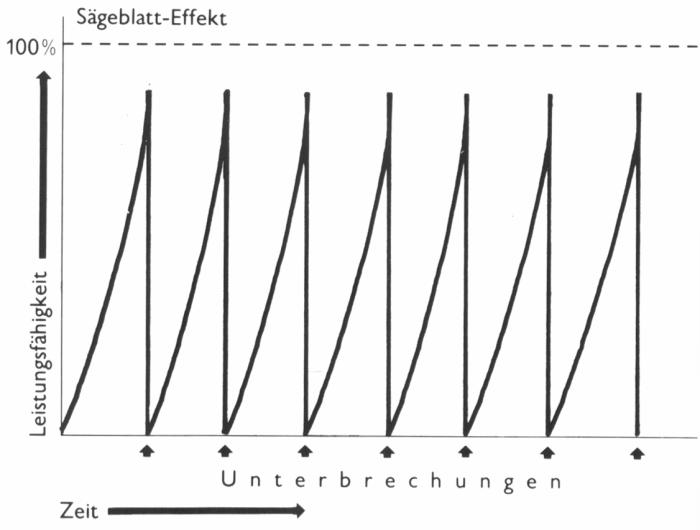 Sägeblatt-Effekt
100%
Leistungsfähigkeit
Unterbrechungen
Zeit